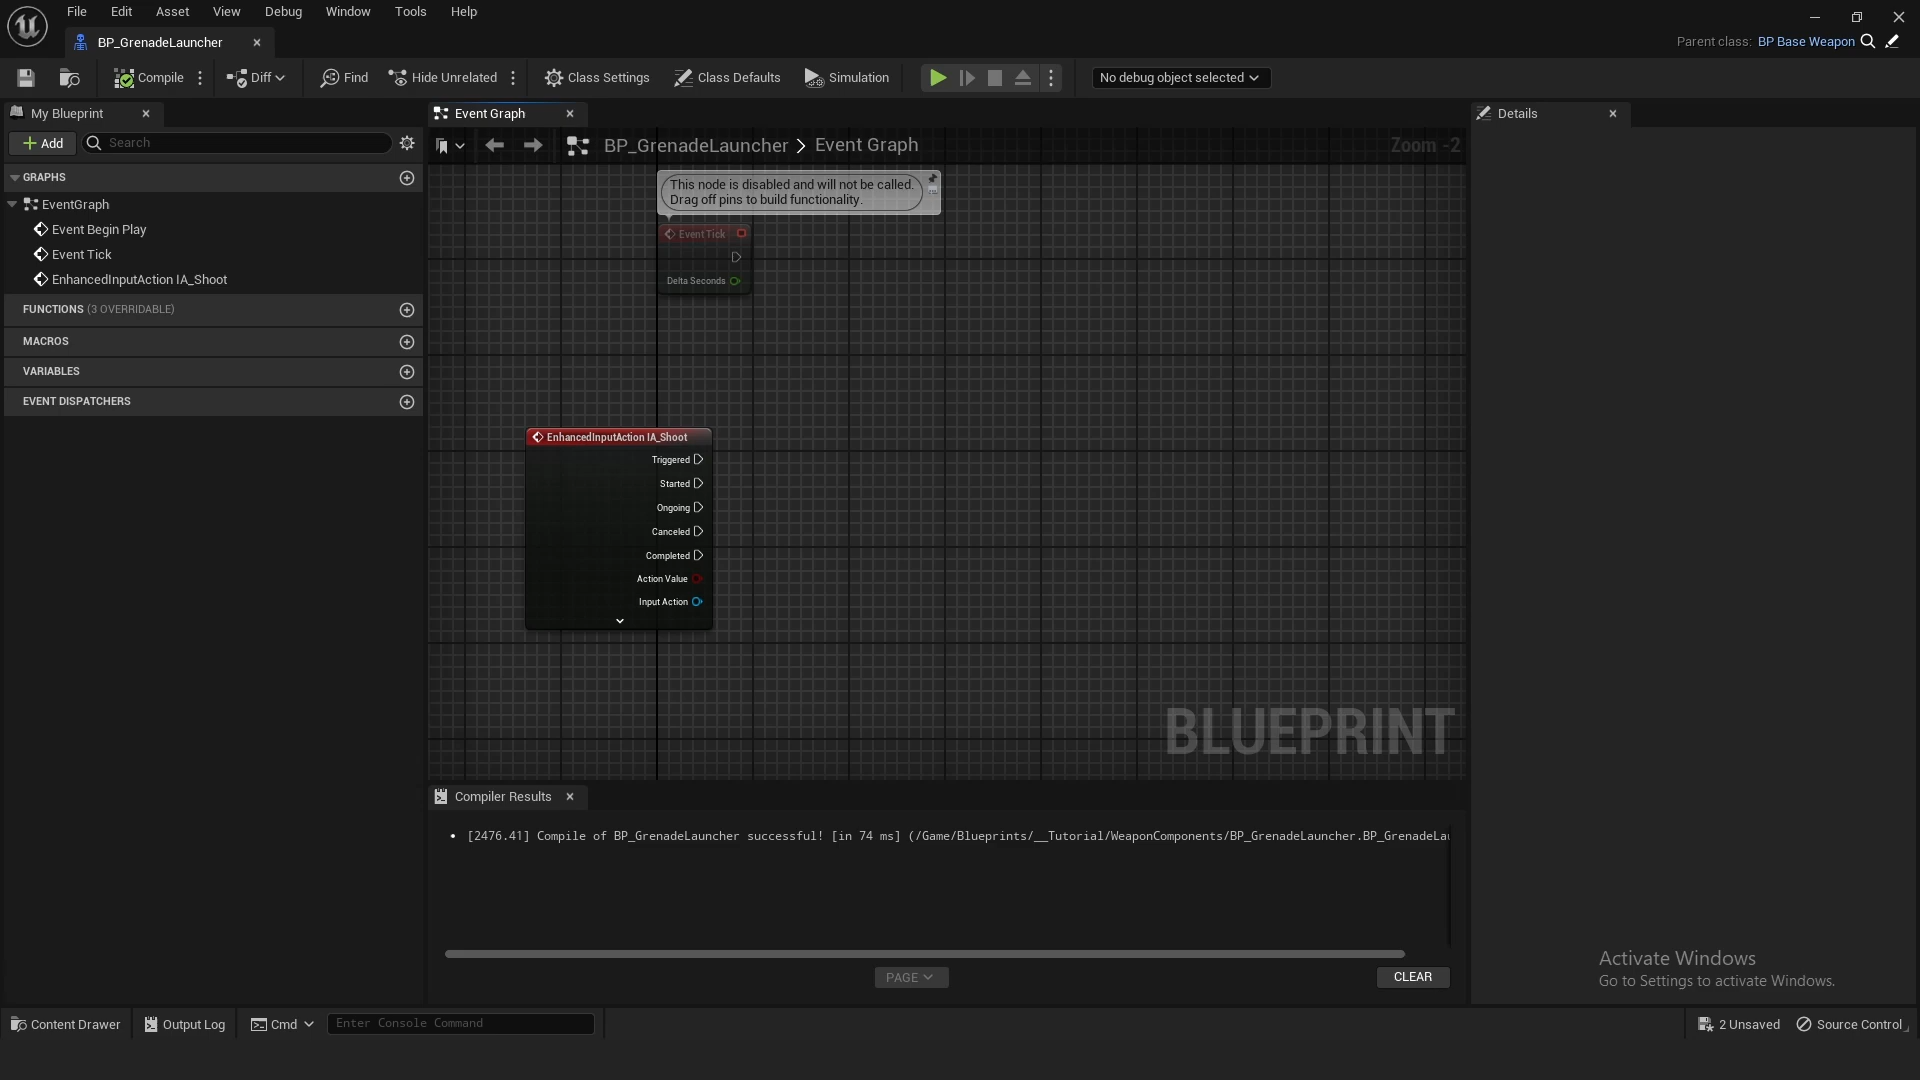 File Edit Asset View Debug Window Tools Help
BP_GrenadeLauncher
Parent class: BP Base Weapon
Compile Diff Find Hide Unrelated Class Settings Class Defaults Simulation No debug object selected
My Blueprint
Event Graph
Details
Add Search
BP_GrenadeLauncher > Event Graph
Zoom -2
GRAPHS
EventGraph
Event Begin Play
Event Tick
EnhancedInputAction IA_Shoot
FUNCTIONS (3 OVERRIDABLE)
MACROS
VARIABLES
EVENT DISPATCHERS
This node is disabled and will not be called.
Drag off pins to build functionality.
Event Tick
Delta Seconds
EnhancedInputAction IA_Shoot
Triggered
Started
Ongoing
Canceled
Completed
Action Value
Input Action
BLUEPRINT
Compiler Results
[2476.41] Compile of BP_GrenadeLauncher successful! [in 74 ms] (/Game/Blueprints/__Tutorial/WeaponComponents/BP_GrenadeLauncher.BP_GrenadeLau
PAGE
CLEAR
Activate Windows
Go to Settings to activate Windows.
Content Drawer Output Log Cmd Enter Console Command 2 Unsaved Source Control